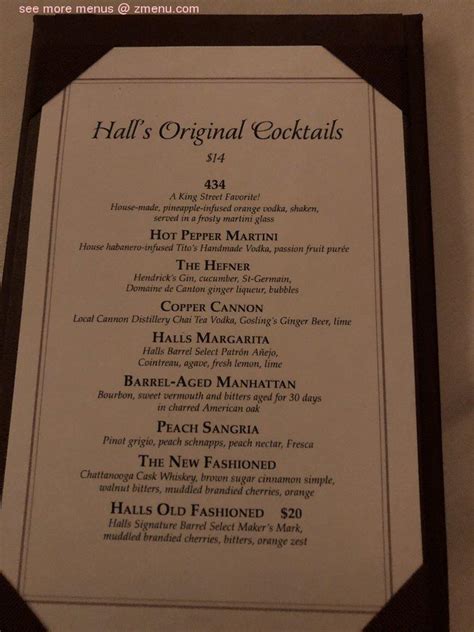 see more menus @ zmenu.com
Hall's Original Cocktails
$14
434
A King Street Favorite!
House-made, pineapple-infused orange vodka, shaken,
served in a frosty martini glass
Hot Pepper Martini
House habanero-infused Tito's Handmade Vodka, passion fruit purée
The Hefner
Hendrick's Gin, cucumber, St-Germain,
Domaine de Canton ginger liqueur, bubbles
Copper Cannon
Local Cannon Distillery Chai Tea Vodka, Gosling's Ginger Beer, lime
Halls Margarita
Halls Barrel Select Patrón Añejo,
Cointreau, agave, fresh lemon, lime
Barrel-Aged Manhattan
Bourbon, sweet vermouth and bitters aged for 30 days
in charred American oak
Peach Sangria
Pinot grigio, peach schnapps, peach nectar, Fresca
The New Fashioned
Chattanooga Cask Whiskey, brown sugar cinnamon simple,
walnut bitters, muddled brandied cherries, orange
Halls Old Fashioned $20
Halls Signature Barrel Select Maker's Mark,
muddled brandied cherries, bitters, orange zest